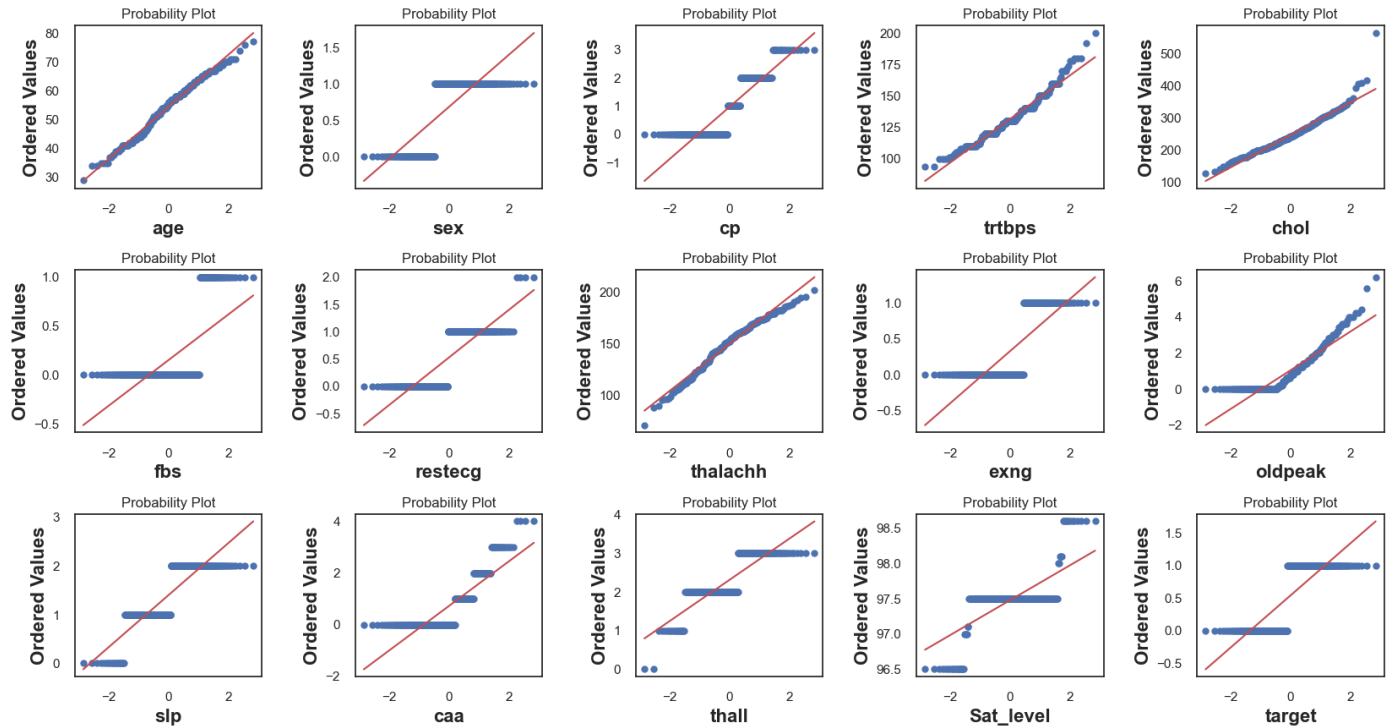 Probability Plot
Ordered Values
80
70
60
50
40
30
−2 0 2
age
Probability Plot
Ordered Values
1.5
1.0
0.5
0.0
−2 0 2
sex
Probability Plot
Ordered Values
3
2
1
0
−1
−2 0 2
cp
Probability Plot
Ordered Values
200
175
150
125
100
−2 0 2
trtbps
Probability Plot
Ordered Values
500
400
300
200
100
−2 0 2
chol
Probability Plot
Ordered Values
1.0
0.5
0.0
−0.5
−2 0 2
fbs
Probability Plot
Ordered Values
2.0
1.5
1.0
0.5
0.0
−0.5
−2 0 2
restecg
Probability Plot
Ordered Values
200
150
100
−2 0 2
thalachh
Probability Plot
Ordered Values
1.0
0.5
0.0
−0.5
−2 0 2
exng
Probability Plot
Ordered Values
6
4
2
0
−2
−2 0 2
oldpeak
Probability Plot
Ordered Values
3
2
1
0
−2 0 2
slp
Probability Plot
Ordered Values
4
2
0
−2
−2 0 2
caa
Probability Plot
Ordered Values
4
3
2
1
0
−2 0 2
thall
Probability Plot
Ordered Values
98.5
98.0
97.5
97.0
96.5
−2 0 2
Sat_level
Probability Plot
Ordered Values
1.5
1.0
0.5
0.0
−0.5
−2 0 2
target